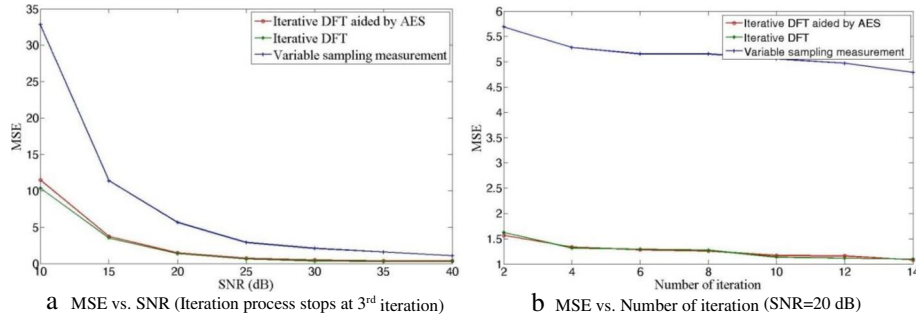 35
30
25
20
15
10
5
0
MSE
Iterative DFT aided by AES
Iterative DFT
Variable sampling measurement
10 15 20 25 30 35 40
SNR (dB)
a MSE vs. SNR (Iteration process stops at 3rd iteration)
6
5.5
5
4.5
4
3.5
3
2.5
2
1.5
1
MSE
Iterative DFT aided by AES
Iterative DFT
Variable sampling measurement
2 4 6 8 10 12 14
Number of iteration
b MSE vs. Number of iteration (SNR=20 dB)